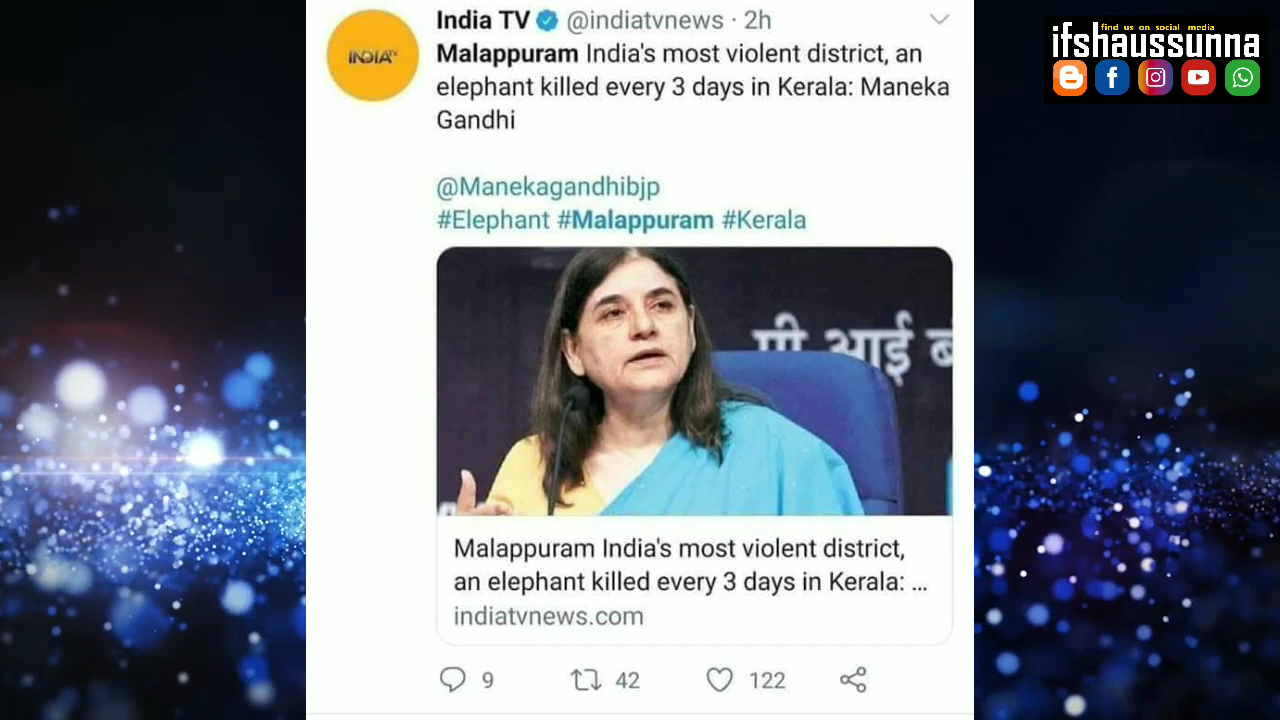 India TV @indiatvnews · 2h
INDIA TV
Malappuram India's most violent district, an
elephant killed every 3 days in Kerala: Maneka
Gandhi
@Manekagandhibjp
#Elephant #Malappuram #Kerala
Malappuram India's most violent district,
an elephant killed every 3 days in Kerala: ...
indiatvnews.com
9 42 122
find us on social media
ifshaussunna